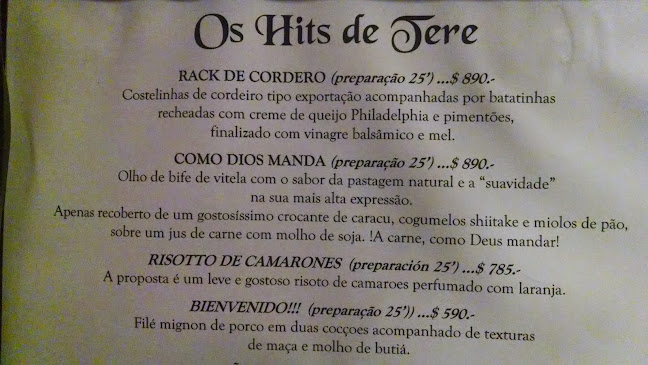 Os Hits de Tere
RACK DE CORDERO (preparação 25') ...$ 890.-
Costelinhas de cordeiro tipo exportação acompanhadas por batatinhas
recheadas com creme de queijo Philadelphia e pimentões,
finalizado com vinagre balsâmico e mel.
COMO DIOS MANDA (preparação 25') ...$ 890.-
Olho de bife de vitela com o sabor da pastagem natural e a “suavidade”
na sua mais alta expressão.
Apenas recoberto de um gostosíssimo crocante de caracu, cogumelos shiitake e miolos de pão,
sobre um jus de carne com molho de soja. !A carne, como Deus mandar!
RISOTTO DE CAMARONES (preparación 25') ...$ 785.-
A proposta é um leve e gostoso risoto de camaroes perfumado com laranja.
BIENVENIDO!!! (preparação 25')) ...$ 590.-
Filé mignon de porco em duas cocçoes acompanhado de texturas
de maça e molho de butiá.